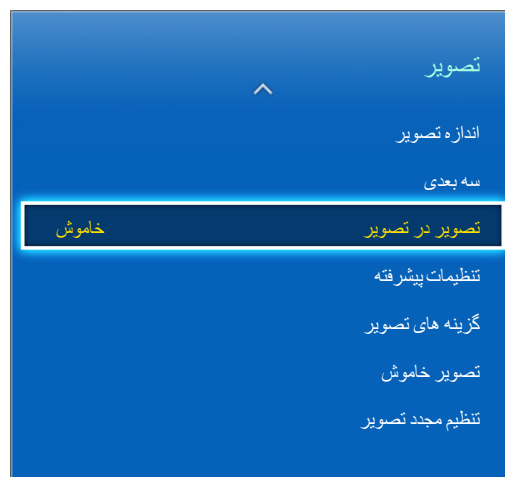 تصویر
اندازه تصویر
سه بعدی
تصویر در تصویر خاموش
تنظیمات پیشرفته
گزینه های تصویر
تصویر خاموش
تنظیم مجدد تصویر